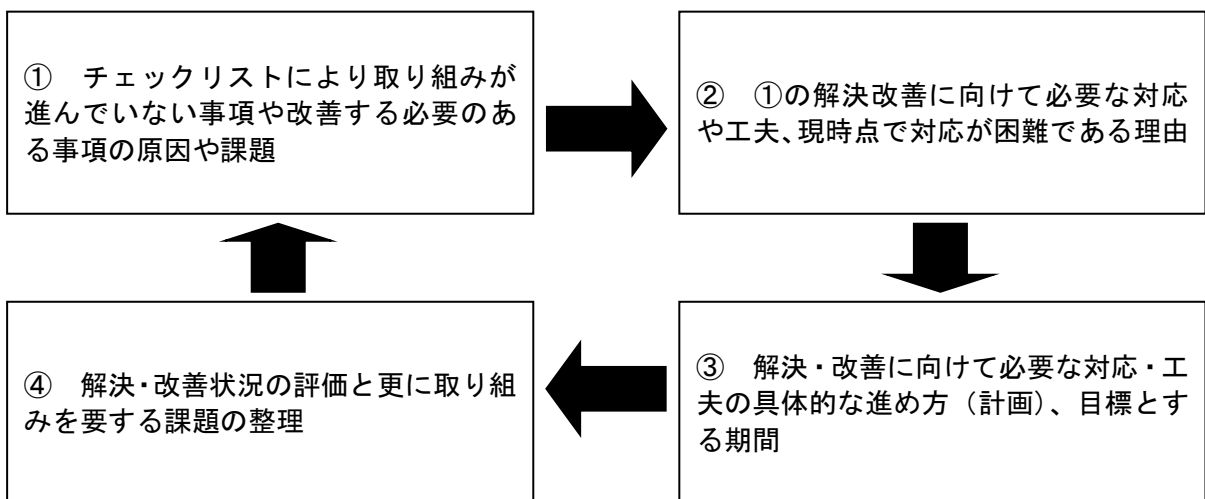 ① チェックリストにより取り組みが
進んでいない事項や改善する必要のあ
る事項の原因や課題
② ①の解決改善に向けて必要な対応
や工夫、現時点で対応が困難である理由
③ 解決・改善に向けて必要な対応・工
夫の具体的な進め方（計画）、目標とす
る期間
④ 解決・改善状況の評価と更に取り組
みを要する課題の整理